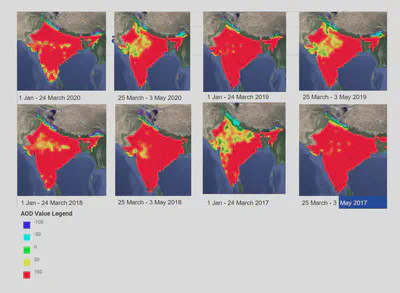 1 Jan - 24 March 2020
25 March - 3 May 2020
1 Jan - 24 March 2019
25 March - 3 May 2019
1 Jan - 24 March 2018
25 March - 3 May 2018
1 Jan - 24 March 2017
25 March - 3 May 2017
AOD Value Legend
-100
-50
0
50
100